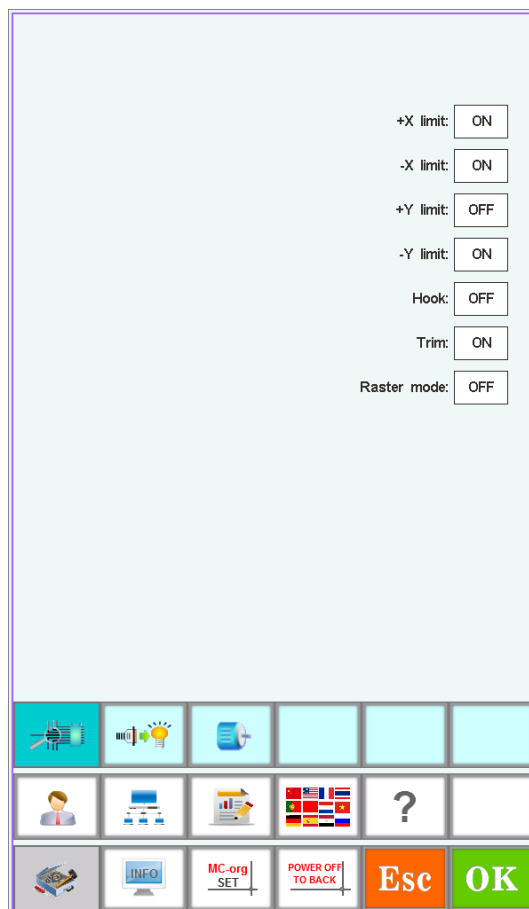 +X limit: ON
-X limit: ON
+Y limit: OFF
-Y limit: ON
Hook: OFF
Trim: ON
Raster mode: OFF
?
INFO
MC-org
SET
POWER OFF
TO BACK
Esc
OK